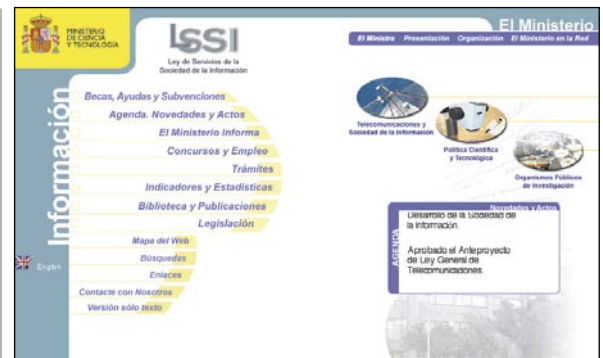 MINISTERIO
DE CIENCIA
Y TECNOLOGÍA
LSSI
Ley de Servicios de la
Sociedad de la Información
El Ministerio
El Ministro Presentación Organización El Ministerio en la Red
Información
Becas, Ayudas y Subvenciones
Agenda. Novedades y Actos
El Ministerio Informa
Concursos y Empleo
Trámites
Indicadores y Estadísticas
Biblioteca y Publicaciones
Legislación
Mapa del Web
Búsquedas
Enlaces
Contacte con Nosotros
Versión sólo texto
English
Telecomunicaciones y
Sociedad de la Información
Política Científica
y Tecnológica
Organismos Públicos
de Investigación
Novedades y Actos
AGENDA
Desarrollo de la Sociedad de
la Información.
Aprobado el Anteproyecto
de Ley General de
Telecomunicaciones.